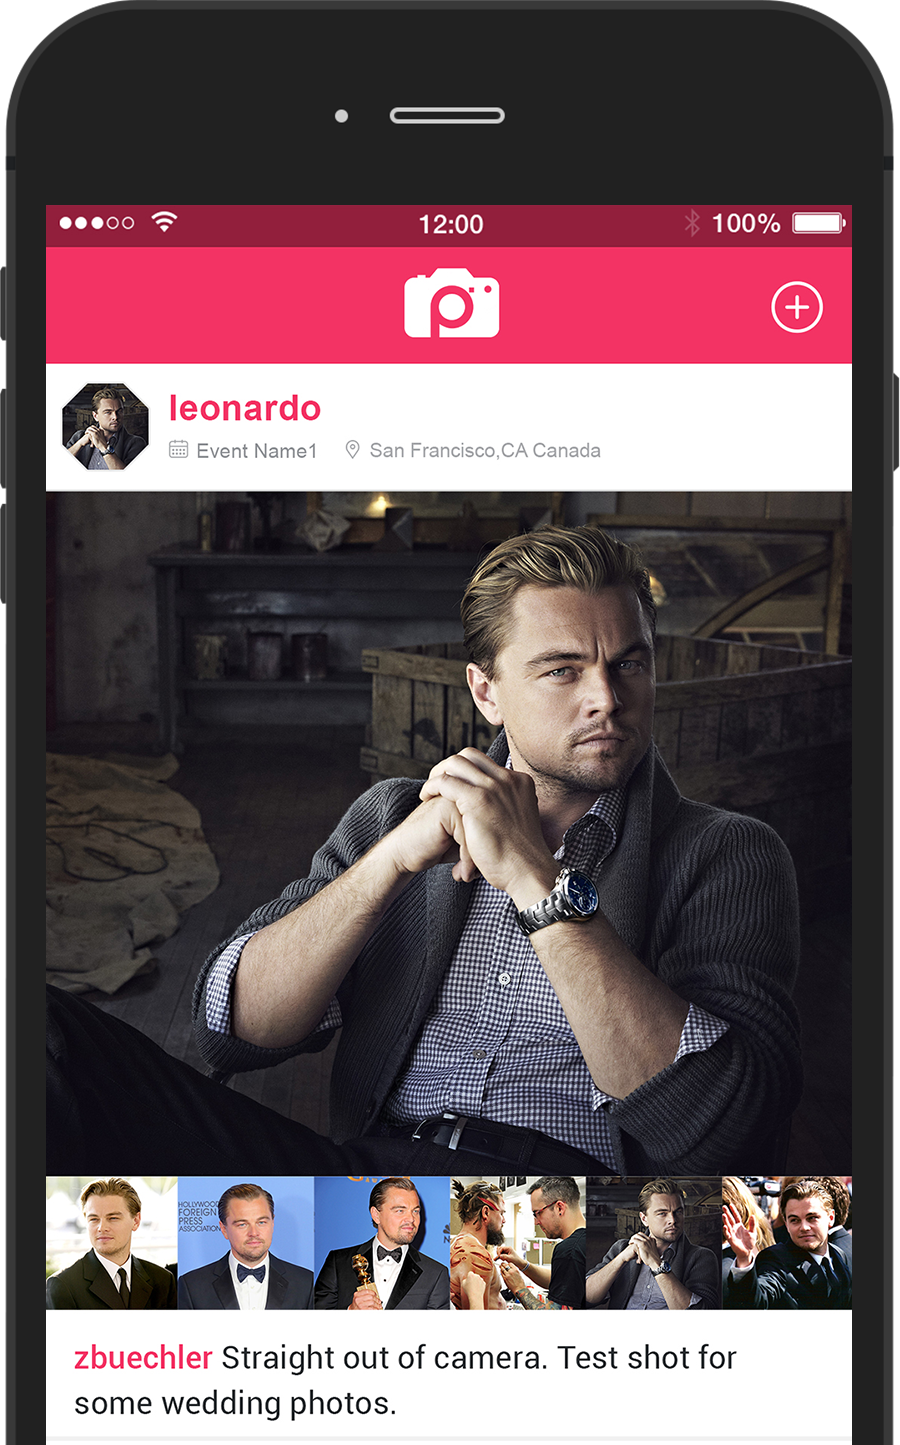 12:00
100%
leonardo
Event Name1 San Francisco,CA Canada
HOLLYWOOD
FOREIGN
PRESS
ASSOCIATION
zbuechler Straight out of camera. Test shot for
some wedding photos.